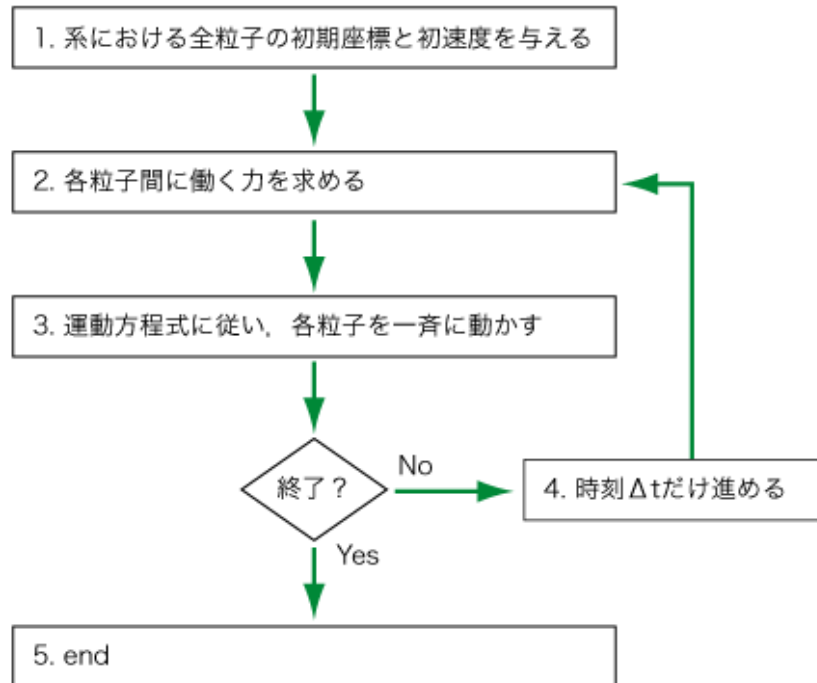 1. 系における全粒子の初期座標と初速度を与える
2. 各粒子間に働く力を求める
3. 運動方程式に従い，各粒子を一斉に動かす
終了？
No
4. 時刻Δtだけ進める
Yes
5. end